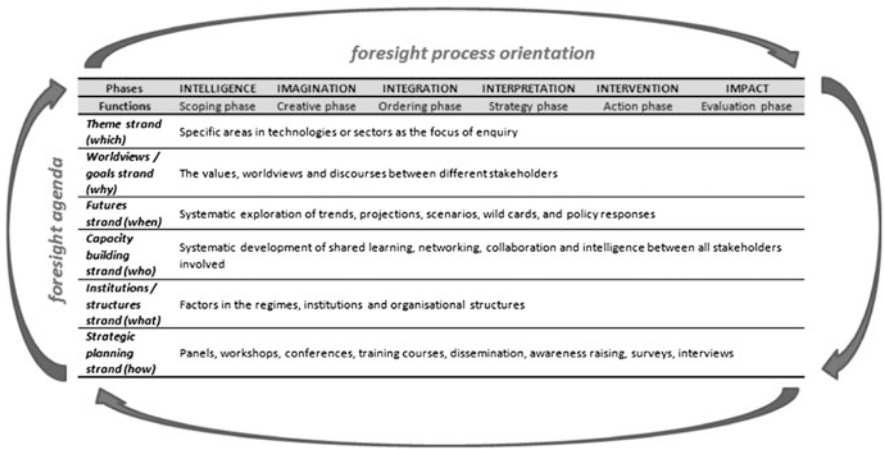 foresight process orientation
foresight agenda
Phases INTELLIGENCE IMAGINATION INTEGRATION INTERPRETATION INTERVENTION IMPACT
Functions Scoping phase Creative phase Ordering phase Strategy phase Action phase Evaluation phase
Theme strand
(which)
Specific areas in technologies or sectors as the focus of enquiry
Worldviews /
goals strand
(why)
The values, worldviews and discourses between different stakeholders
Futures
strand (when)
Systematic exploration of trends, projections, scenarios, wild cards, and policy responses
Capacity
building
strand (who)
Systematic development of shared learning, networking, collaboration and intelligence between all stakeholders
involved
Institutions /
structures
strand (what)
Factors in the regimes, institutions and organisational structures
Strategic
planning
strand (how)
Panels, workshops, conferences, training courses, dissemination, awareness raising, surveys, interviews